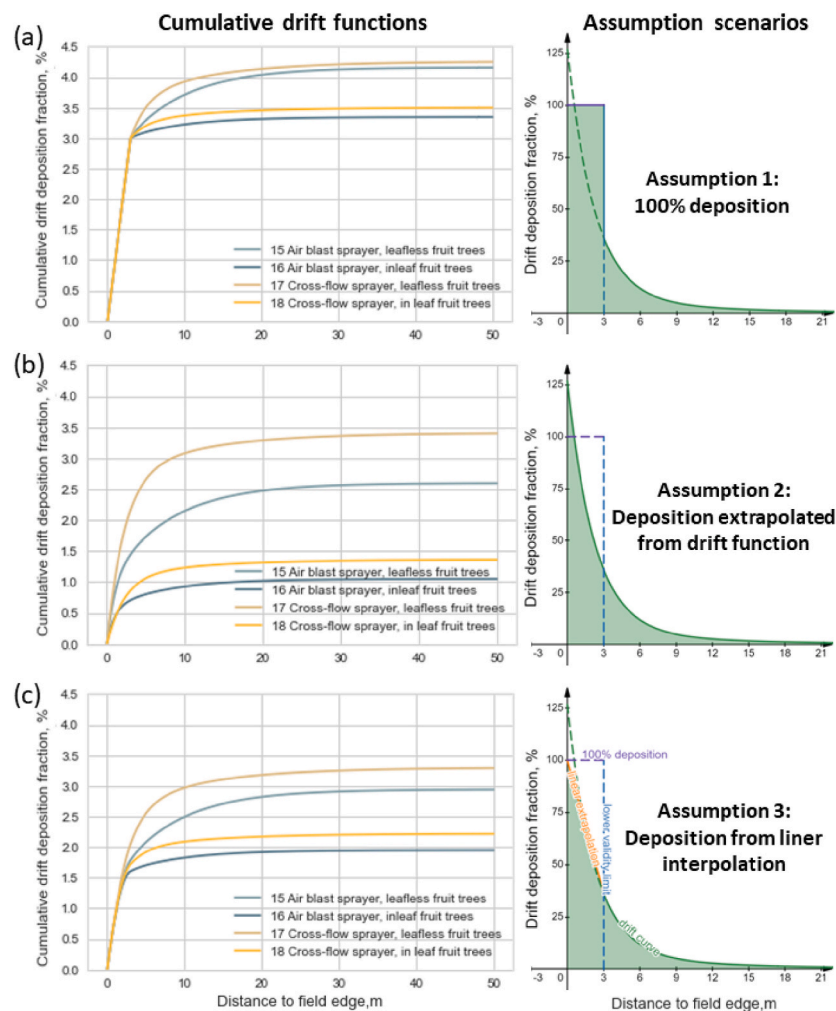 Cumulative drift functions
Assumption scenarios
(a)
Cumulative drift deposition fraction, %
4.5
4.0
3.5
3.0
2.5
2.0
1.5
1.0
0.5
0.0
15 Air blast sprayer, leafless fruit trees
16 Air blast sprayer, inleaf fruit trees
17 Cross-flow sprayer, leafless fruit trees
18 Cross-flow sprayer, in leaf fruit trees
0 10 20 30 40 50
Drift deposition fraction, %
125
100
75
50
25
Assumption 1:
100% deposition
-3 0 3 6 9 12 15 18 21
(b)
Cumulative drift deposition fraction, %
4.5
4.0
3.5
3.0
2.5
2.0
1.5
1.0
0.5
0.0
15 Air blast sprayer, leafless fruit trees
16 Air blast sprayer, inleaf fruit trees
17 Cross-flow sprayer, leafless fruit trees
18 Cross-flow sprayer, in leaf fruit trees
0 10 20 30 40 50
Drift deposition fraction, %
125
100
75
50
25
Assumption 2:
Deposition extrapolated
from drift function
-3 0 3 6 9 12 15 18 21
(c)
Cumulative drift deposition fraction, %
4.5
4.0
3.5
3.0
2.5
2.0
1.5
1.0
0.5
0.0
15 Air blast sprayer, leafless fruit trees
16 Air blast sprayer, inleaf fruit trees
17 Cross-flow sprayer, leafless fruit trees
18 Cross-flow sprayer, in leaf fruit trees
0 10 20 30 40 50
Distance to field edge,m
Drift deposition fraction, %
125
100
75
50
25
100% deposition
linear extrapolation
lower validity limit
drift curve
Assumption 3:
Deposition from liner
interpolation
-3 0 3 6 9 12 15 18 21
Distance to field edge,m